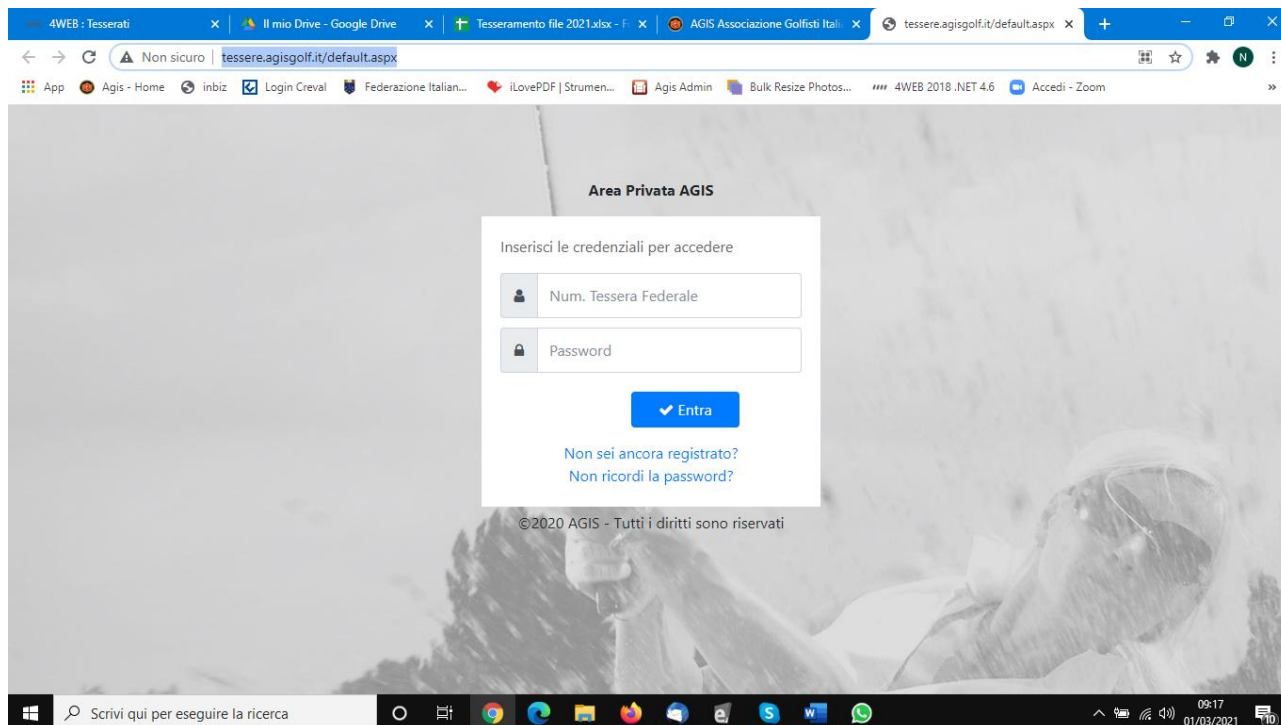 4WEB : Tesserati
Il mio Drive - Google Drive
Tesseramento file 2021.xlsx - F
AGIS Associazione Golfisti Itali
tessere.agisgolf.it/default.aspx
Non sicuro
tessere.agisgolf.it/default.aspx
N
App
Agis - Home
inbiz
Login Creval
Federazione Italian...
iLovePDF | Strumen...
Agis Admin
Bulk Resize Photos...
4WEB 2018 .NET 4.6
Accedi - Zoom
»
Area Privata AGIS
Inserisci le credenziali per accedere
Num. Tessera Federale
Password
Entra
Non sei ancora registrato?
Non ricordi la password?
©2020 AGIS - Tutti i diritti sono riservati
Scrivi qui per eseguire la ricerca
09:17
01/03/2021